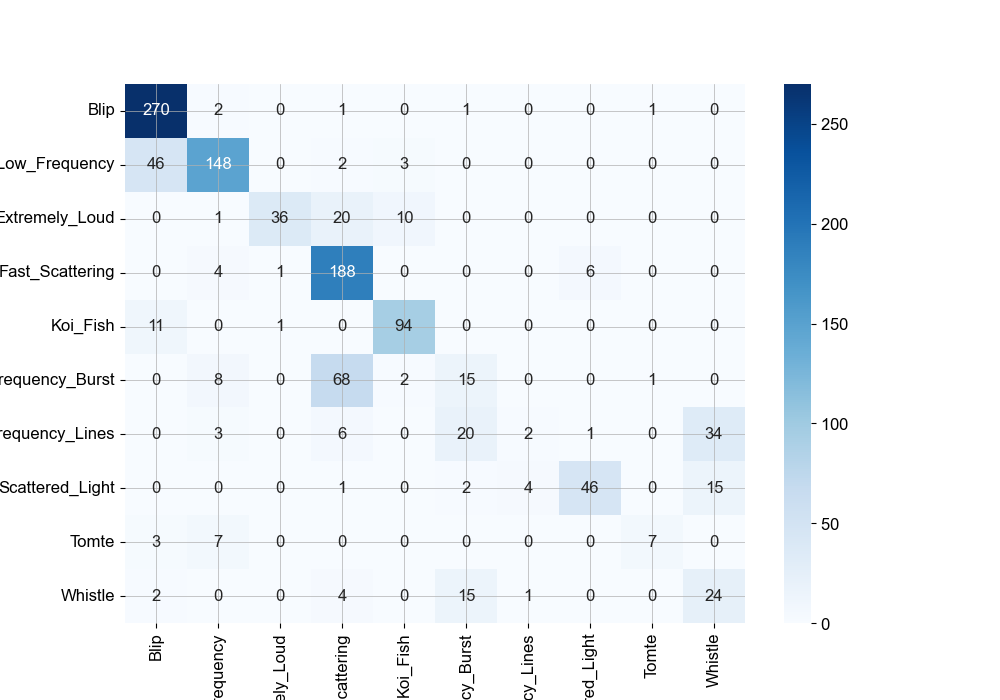 Blip 270 2 0 1 0 1 0 0 1 0
Low_Frequency 46 148 0 2 3 0 0 0 0 0
Extremely_Loud 0 1 36 20 10 0 0 0 0 0
Fast_Scattering 0 4 1 188 0 0 0 6 0 0
Koi_Fish 11 0 1 0 94 0 0 0 0 0
requency_Burst 0 8 0 68 2 15 0 0 1 0
requency_Lines 0 3 0 6 0 20 2 1 0 34
Scattered_Light 0 0 0 1 0 2 4 46 0 15
Tomte 3 7 0 0 0 0 0 0 7 0
Whistle 2 0 0 4 0 15 1 0 0 24
Blip equency ely_Loud cattering Koi_Fish cy_Burst cy_Lines red_Light Tomte Whistle
250
200
150
100
50
0